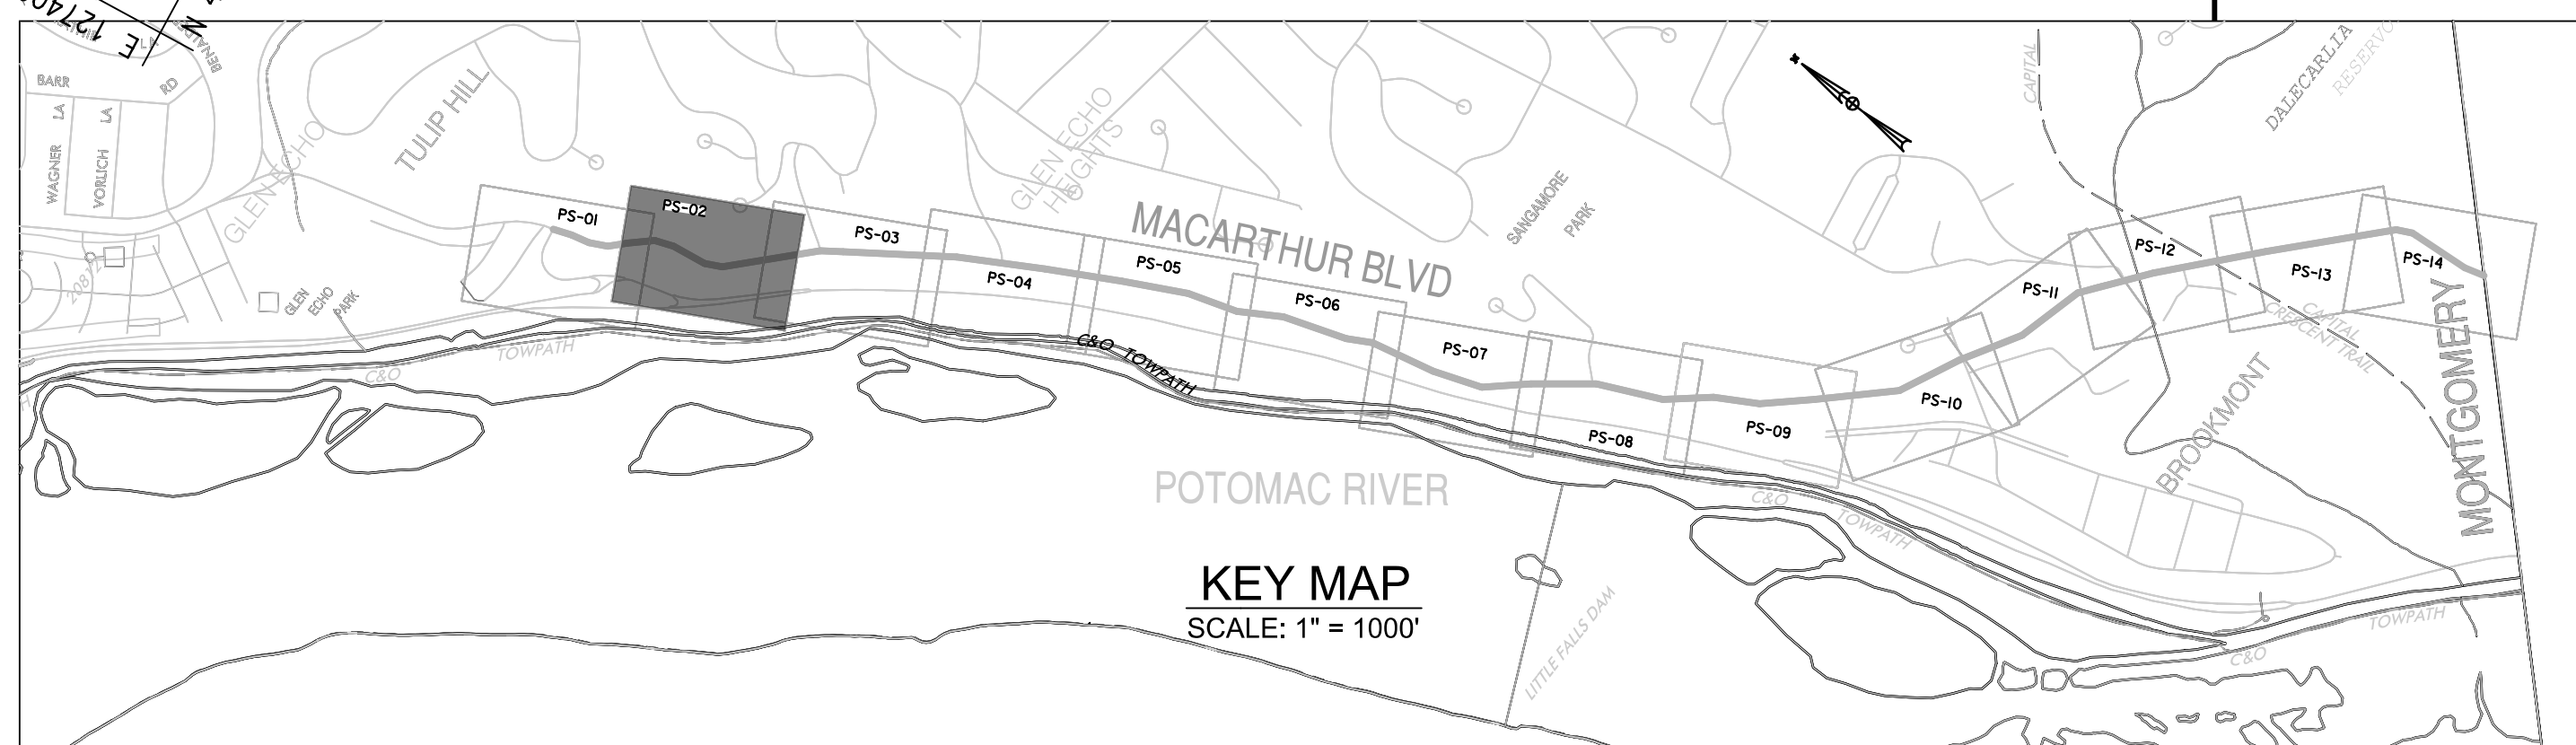 E 12774
N
BARR
RD
WAGNER LA
VORLICH LA
GLEN ECHO
TULIP HILL
GLEN ECHO
HEIGHTS
MACARTHUR BLVD
SANGAMORE
PARK
CAPITAL
DALECARLIA
PS-01
PS-02
PS-03
PS-04
PS-05
PS-06
PS-07
PS-08
PS-09
PS-10
PS-11
PS-12
PS-13
PS-14
CAPITAL
CRESCENT TRAIL
MONTGOMERY
BROOKMONT
GLEN
ECHO
PARK
TOWPATH
C&O
C&O TOWPATH
POTOMAC RIVER
C&O
TOWPATH
KEY MAP
SCALE: 1" = 1000'
LITTLE FALLS DAM
TOWPATH
C&O